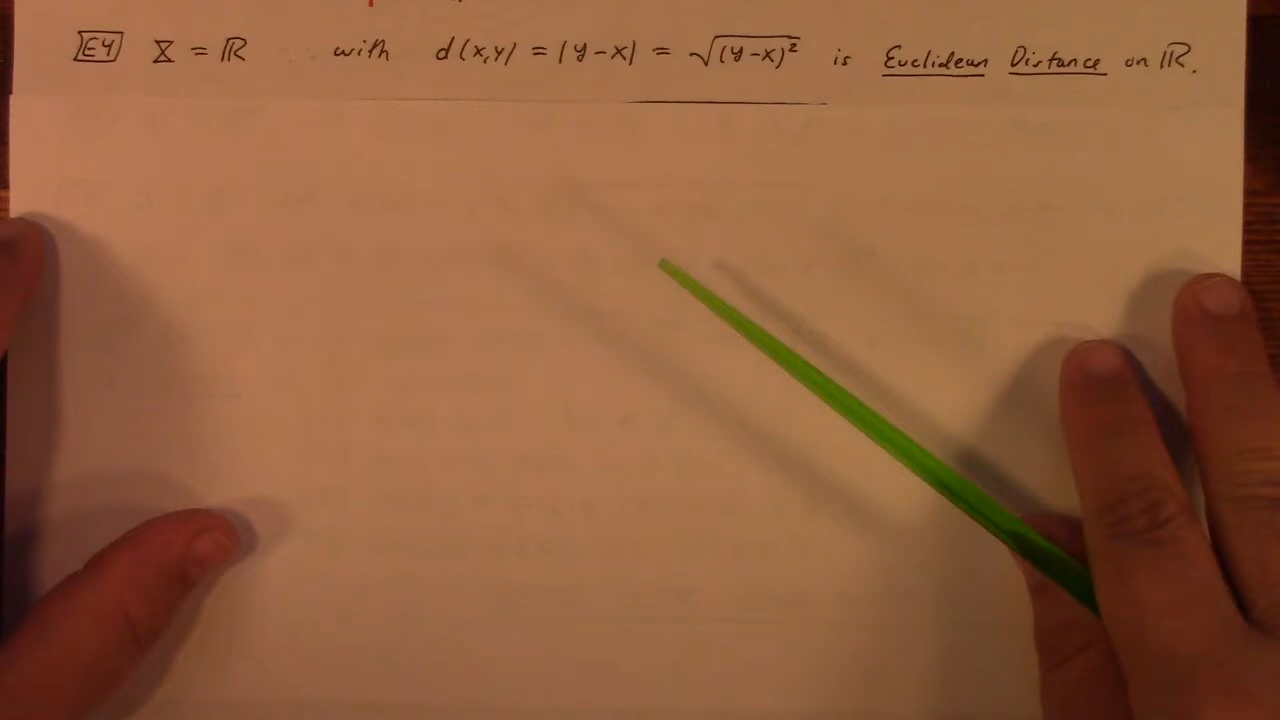 E4 X = ℝ with d(x,y) = |y-x| = √(y-x)² is Euclidean Distance on ℝ.